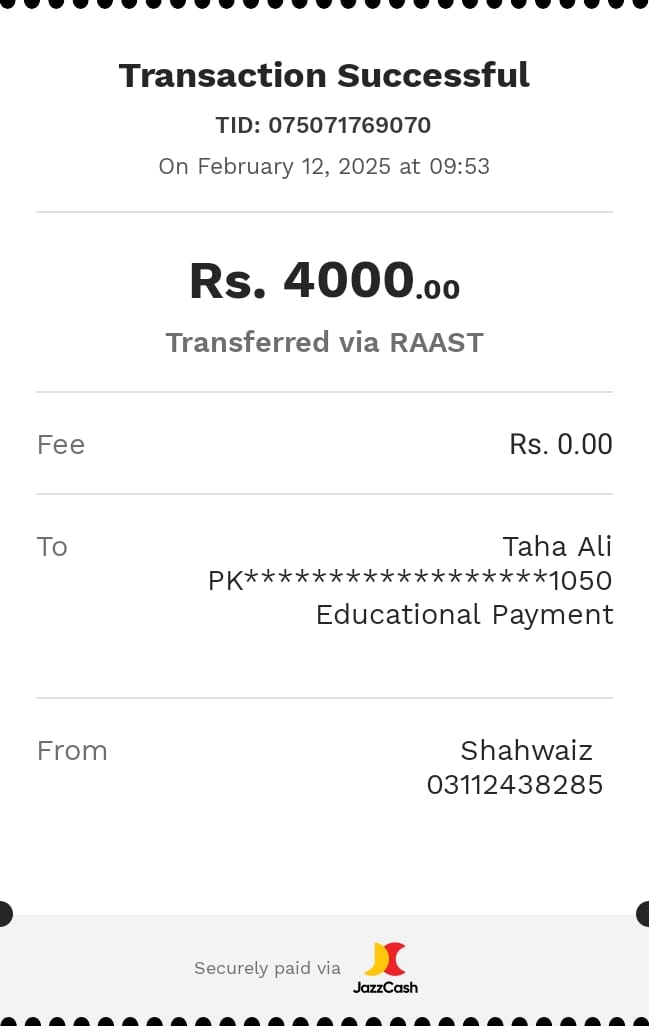 Transaction Successful
TID: 075071769070
On February 12, 2025 at 09:53
Rs. 4000.00
Transferred via RAAST
Fee Rs. 0.00
To Taha Ali
PK******************1050
Educational Payment
From Shahwaiz
03112438285
Securely paid via JazzCash